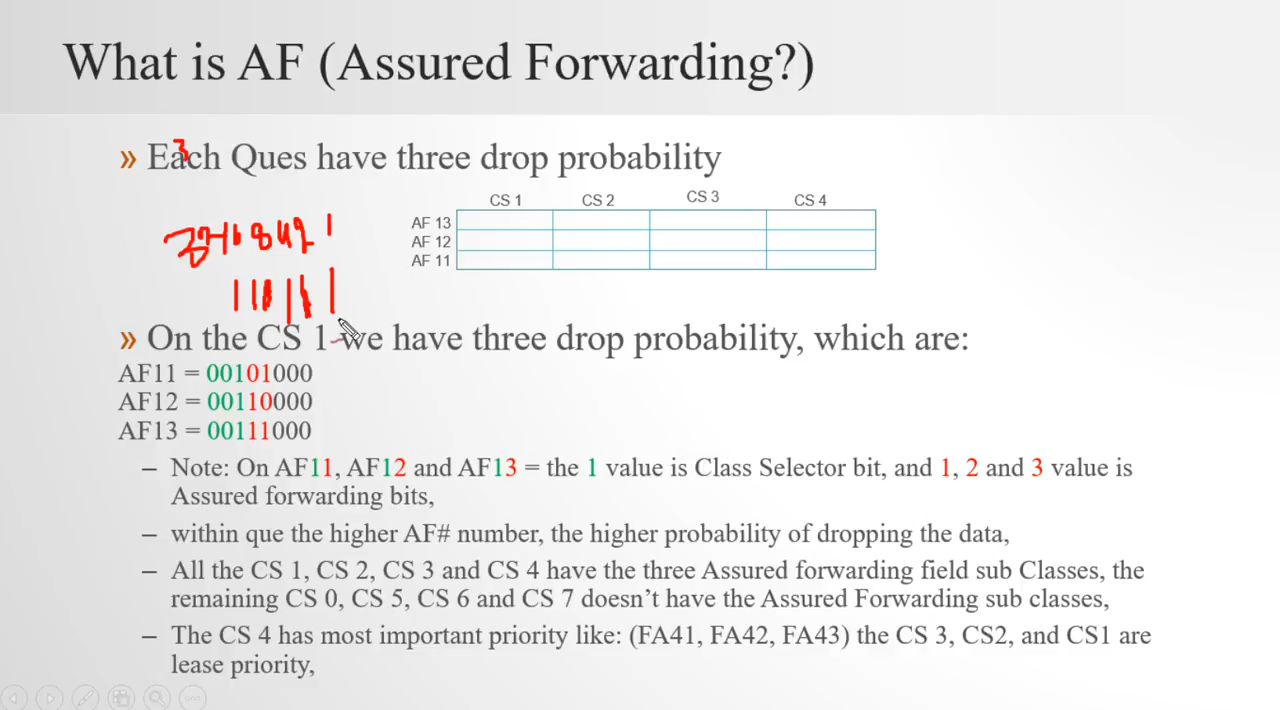 What is AF (Assured Forwarding?)
» Each Ques have three drop probability
3
CS 1 CS 2 CS 3 CS 4
AF 13
AF 12
AF 11
» On the CS 1 we have three drop probability, which are:
AF11 = 00101000
AF12 = 00110000
AF13 = 00111000
– Note: On AF11, AF12 and AF13 = the 1 value is Class Selector bit, and 1, 2 and 3 value is
Assured forwarding bits,
– within que the higher AF# number, the higher probability of dropping the data,
– All the CS 1, CS 2, CS 3 and CS 4 have the three Assured forwarding field sub Classes, the
remaining CS 0, CS 5, CS 6 and CS 7 doesn't have the Assured Forwarding sub classes,
– The CS 4 has most important priority like: (FA41, FA42, FA43) the CS 3, CS2, and CS1 are
lease priority,